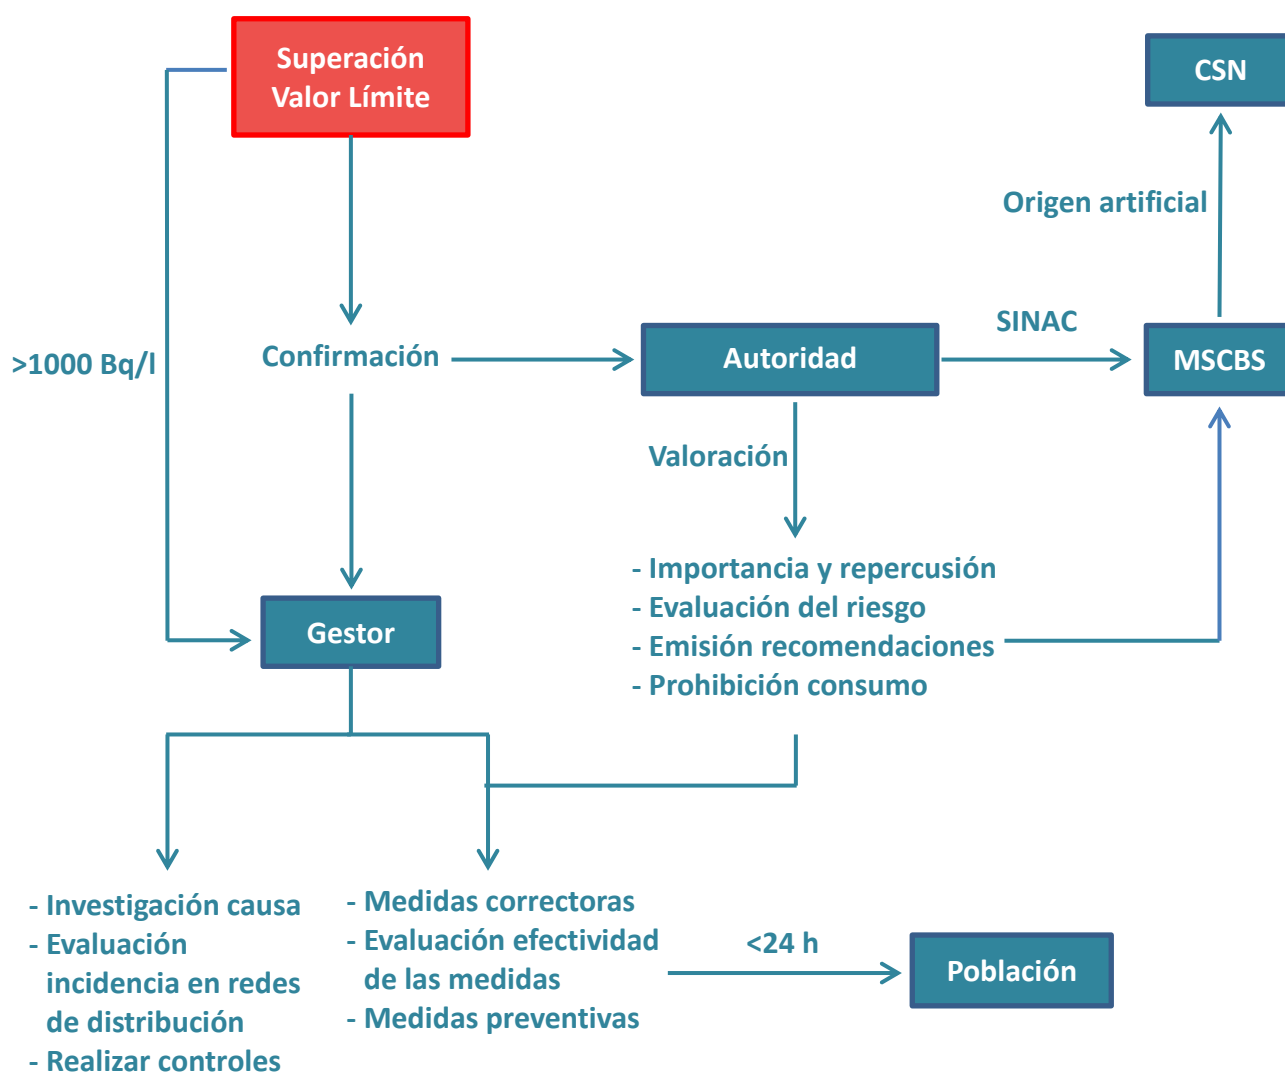 Superación
Valor Límite
CSN
Origen artificial
>1000 Bq/l
Confirmación
Autoridad
SINAC
MSCBS
Valoración
- Importancia y repercusión
- Evaluación del riesgo
- Emisión recomendaciones
- Prohibición consumo
Gestor
- Investigación causa
- Evaluación
incidencia en redes
de distribución
- Realizar controles
- Medidas correctoras
- Evaluación efectividad
de las medidas
- Medidas preventivas
<24 h
Población